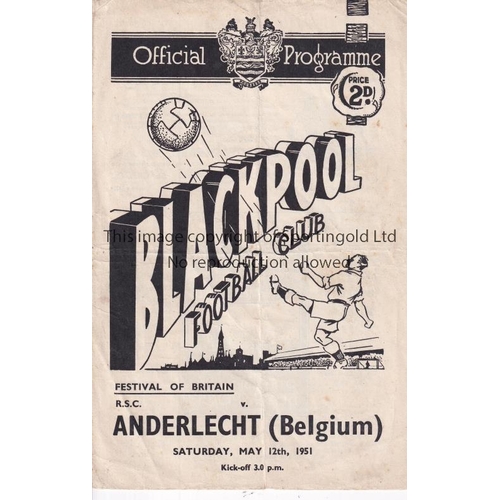 Official Programme
PRICE
2D.
BLACKPOOL
FOOTBALL CLUB
This image copyright of Sportingold Ltd
No reproduction allowed
FESTIVAL OF BRITAIN
R.S.C. v.
ANDERLECHT (Belgium)
SATURDAY, MAY 12th, 1951
Kick-off 3.0 p.m.